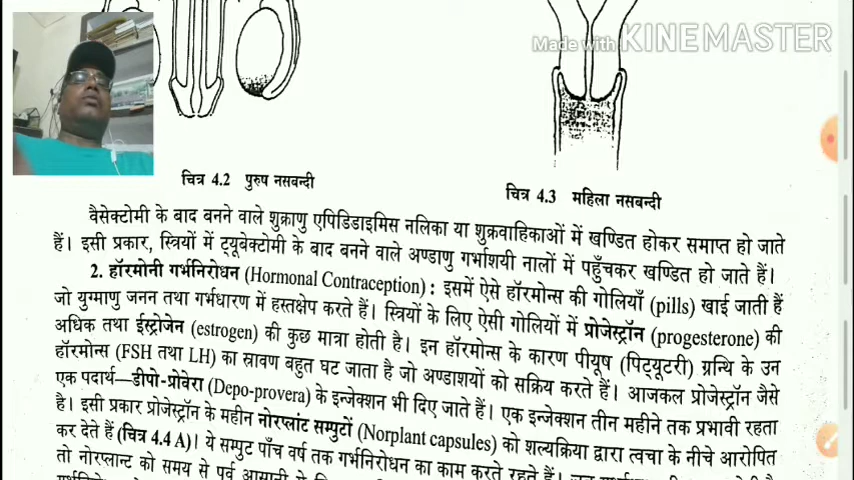 Made with KINEMASTER
चित्र 4.2 पुरुष नसबन्दी
चित्र 4.3 महिला नसबन्दी
वैसेक्टोमी के बाद बनने वाले शुक्राणु एपिडिडाइमिस नलिका या शुक्रवाहिकाओं में खण्डित होकर समाप्त हो जाते
हैं। इसी प्रकार, स्त्रियों में ट्यूबेक्टोमी के बाद बनने वाले अण्डाणु गर्भाशयी नालों में पहुँचकर खण्डित हो जाते हैं।
2. हॉरमोनी गर्भनिरोधन (Hormonal Contraception) : इसमें ऐसे हॉरमोन्स की गोलियाँ (pills) खाई जाती हैं
जो युग्माणु जनन तथा गर्भधारण में हस्तक्षेप करते हैं। स्त्रियों के लिए ऐसी गोलियों में प्रोजेस्ट्रॉन (progesterone) की
अधिक तथा ईस्ट्रोजेन (estrogen) की कुछ मात्रा होती है। इन हॉरमोन्स के कारण पीयूष (पिट्यूटरी) ग्रन्थि के उन
हॉरमोन्स (FSH तथा LH) का स्रावण बहुत घट जाता है जो अण्डाशयों को सक्रिय करते हैं। आजकल प्रोजेस्ट्रॉन जैसे
एक पदार्थ—डीपो-प्रोवेरा (Depo-provera) के इन्जेक्शन भी दिए जाते हैं। एक इन्जेक्शन तीन महीने तक प्रभावी रहता
है। इसी प्रकार प्रोजेस्ट्रॉन के महीन नोरप्लांट सम्पुटों (Norplant capsules) को शल्यक्रिया द्वारा त्वचा के नीचे आरोपित
कर देते हैं (चित्र 4.4 A)। ये सम्पुट पाँच वर्ष तक गर्भनिरोधन का काम करते रहते हैं।
तो नोरप्लान्ट को समय से पूर्व आसानी से